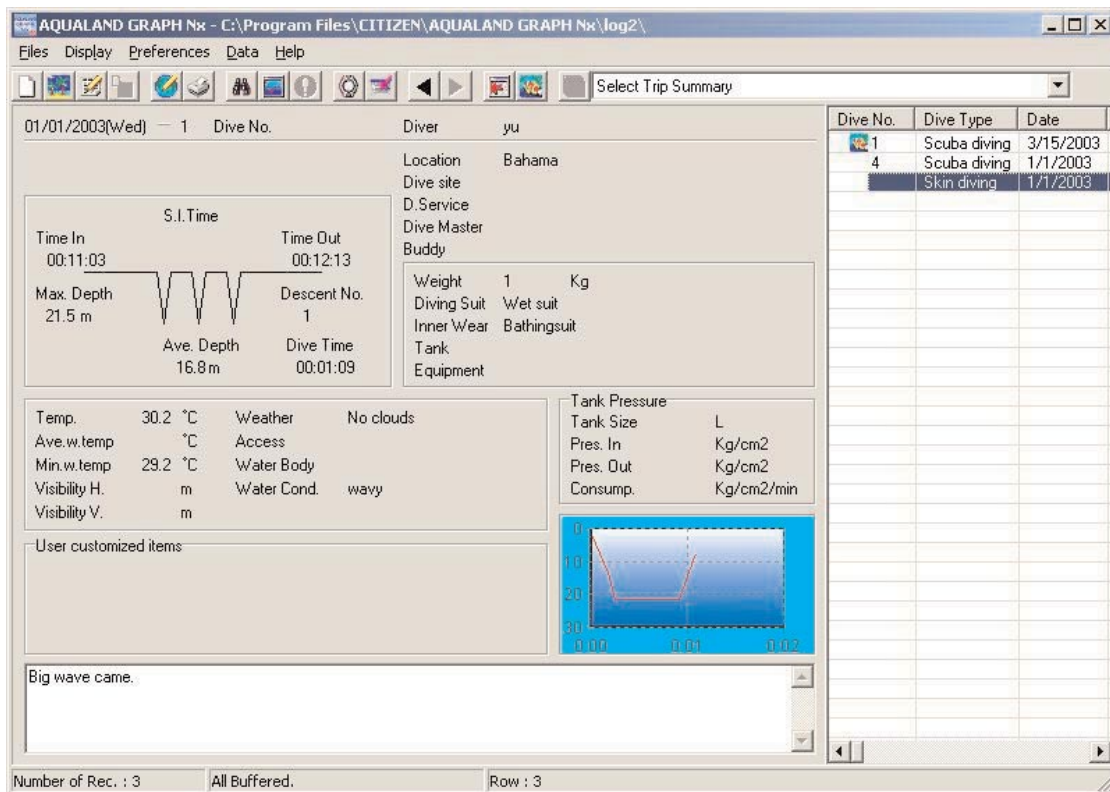 AQUALAND GRAPH Nx - C:\Program Files\CITIZEN\AQUALAND GRAPH Nx\log2\
Files Display Preferences Data Help
Select Trip Summary
01/01/2003(Wed) － 1 Dive No. Diver yu
Location Bahama
Dive site
D.Service
Dive Master
Buddy
S.I.Time
Time In Time Out
00:11:03 00:12:13
Max. Depth Descent No.
21.5 m 1
Ave. Depth Dive Time
16.8 m 00:01:09
Weight 1 Kg
Diving Suit Wet suit
Inner Wear Bathingsuit
Tank
Equipment
Temp. 30.2 ℃ Weather No clouds
Ave.w.temp ℃ Access
Min.w.temp 29.2 ℃ Water Body
Visibility H. m Water Cond. wavy
Visibility V. m
Tank Pressure
Tank Size L
Pres. In Kg/cm2
Pres. Out Kg/cm2
Consump. Kg/cm2/min
User customized items
0
10
20
30
0:00 0:01 0:02
Big wave came.
Dive No. Dive Type Date
1 Scuba diving 3/15/2003
4 Scuba diving 1/1/2003
Skin diving 1/1/2003
Number of Rec. : 3 All Buffered. Row : 3